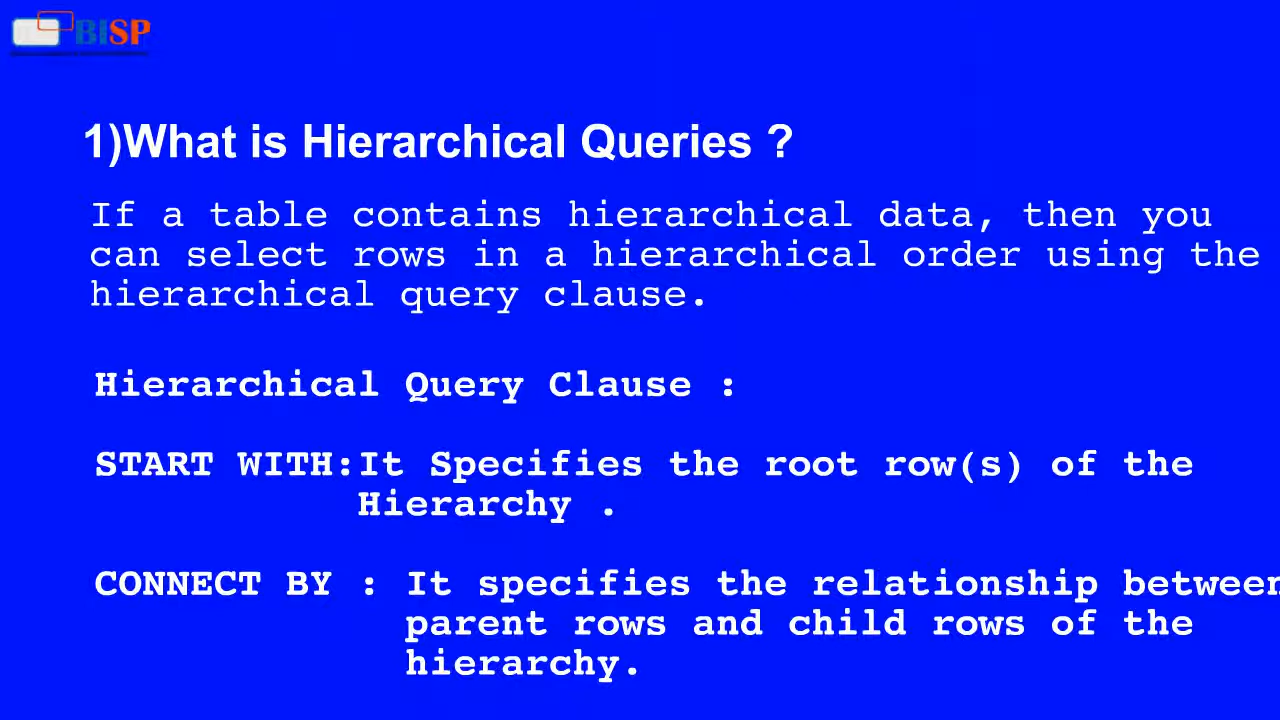 BISP
1)What is Hierarchical Queries ?
If a table contains hierarchical data, then you
can select rows in a hierarchical order using the
hierarchical query clause.
Hierarchical Query Clause :
START WITH:It Specifies the root row(s) of the
Hierarchy .
CONNECT BY : It specifies the relationship between
parent rows and child rows of the
hierarchy.